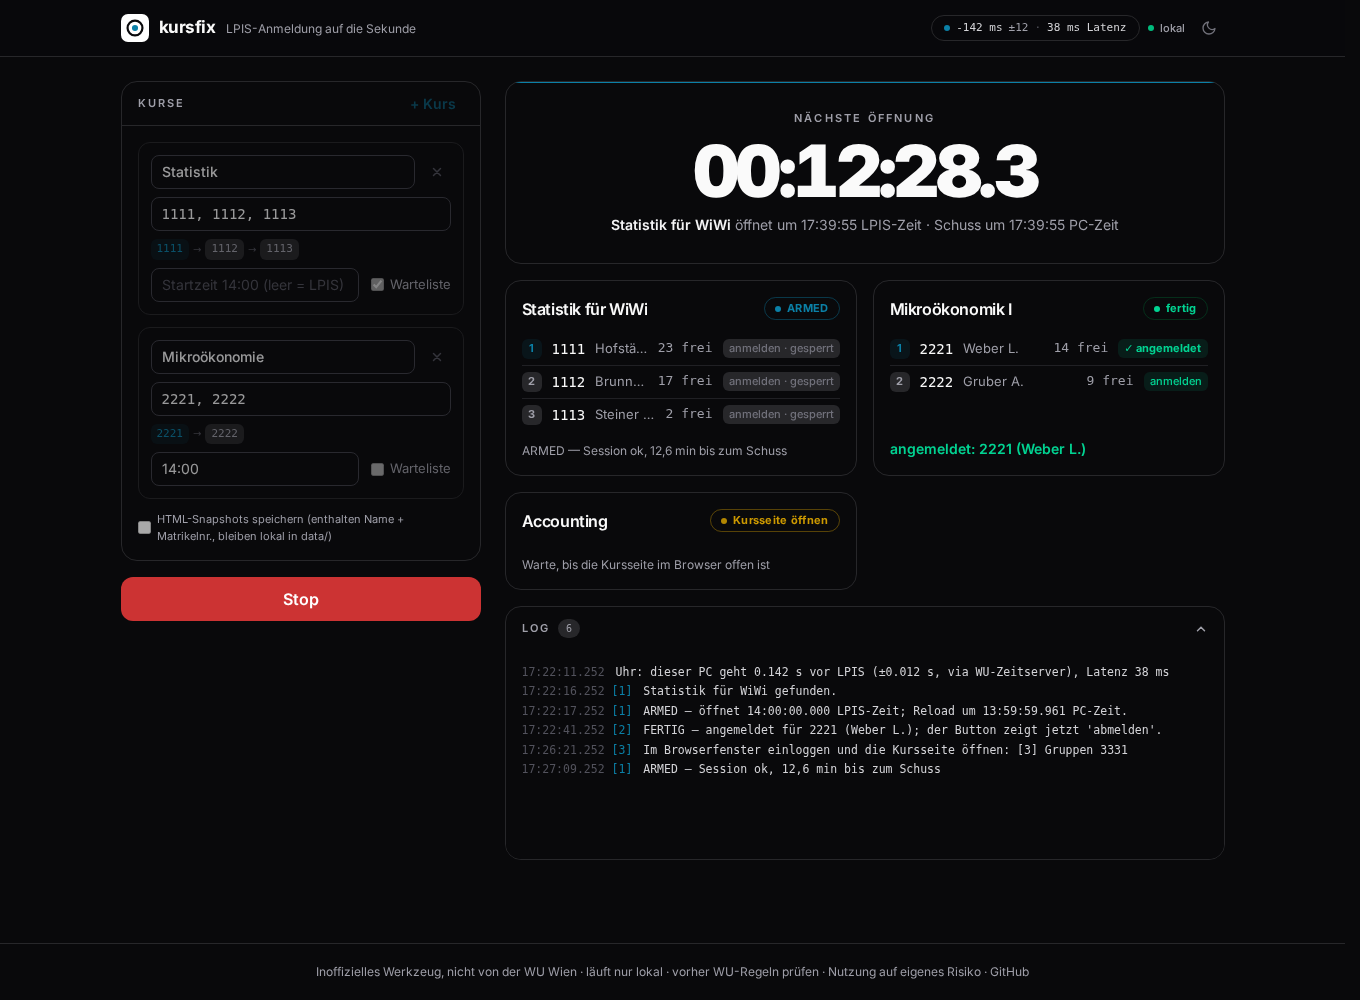 kursfix LPIS-Anmeldung auf die Sekunde
-142 ms ±12 · 38 ms Latenz
lokal
KURSE
+ Kurs
Statistik
1111, 1112, 1113
1111 → 1112 → 1113
Startzeit 14:00 (leer = LPIS)
Warteliste
Mikroökonomie
2221, 2222
2221 → 2222
14:00
Warteliste
HTML-Snapshots speichern (enthalten Name +
Matrikelnr., bleiben lokal in data/)
Stop
NÄCHSTE ÖFFNUNG
00:12:28.3
Statistik für WiWi öffnet um 17:39:55 LPIS-Zeit · Schuss um 17:39:55 PC-Zeit
Statistik für WiWi
ARMED
1 1111 Hofstä… 23 frei anmelden · gesperrt
2 1112 Brunn… 17 frei anmelden · gesperrt
3 1113 Steiner … 2 frei anmelden · gesperrt
ARMED — Session ok, 12,6 min bis zum Schuss
Mikroökonomik I
fertig
1 2221 Weber L. 14 frei ✓ angemeldet
2 2222 Gruber A. 9 frei anmelden
angemeldet: 2221 (Weber L.)
Accounting
Kursseite öffnen
Warte, bis die Kursseite im Browser offen ist
LOG 6
17:22:11.252 Uhr: dieser PC geht 0.142 s vor LPIS (±0.012 s, via WU-Zeitserver), Latenz 38 ms
17:22:16.252 [1] Statistik für WiWi gefunden.
17:22:17.252 [1] ARMED — öffnet 14:00:00.000 LPIS-Zeit; Reload um 13:59:59.961 PC-Zeit.
17:22:41.252 [2] FERTIG — angemeldet für 2221 (Weber L.); der Button zeigt jetzt 'abmelden'.
17:26:21.252 [3] Im Browserfenster einloggen und die Kursseite öffnen: [3] Gruppen 3331
17:27:09.252 [1] ARMED — Session ok, 12,6 min bis zum Schuss
Inoffizielles Werkzeug, nicht von der WU Wien · läuft nur lokal · vorher WU-Regeln prüfen · Nutzung auf eigenes Risiko · GitHub